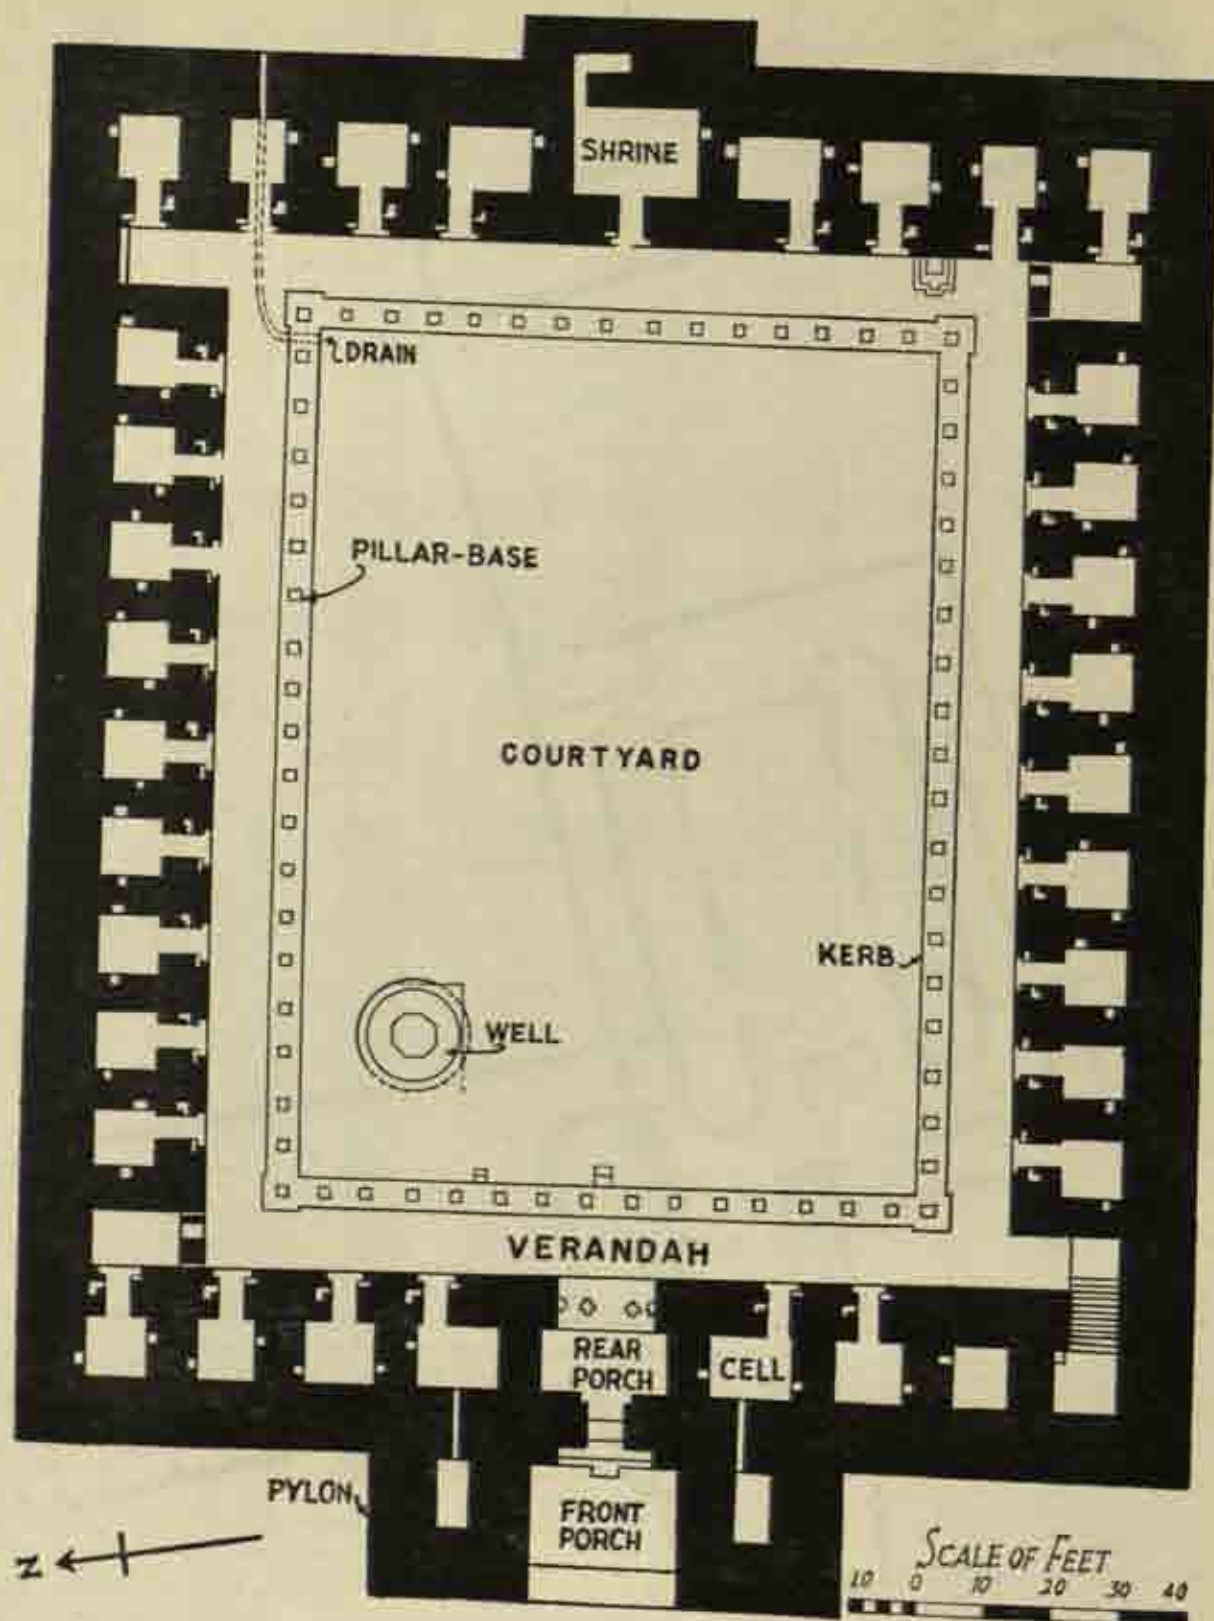 SHRINE
DRAIN
PILLAR-BASE
COURTYARD
KERB
WELL
VERANDAH
REAR
PORCH
CELL
PYLON
FRONT
PORCH
N
SCALE OF FEET
10 0 10 20 30 40